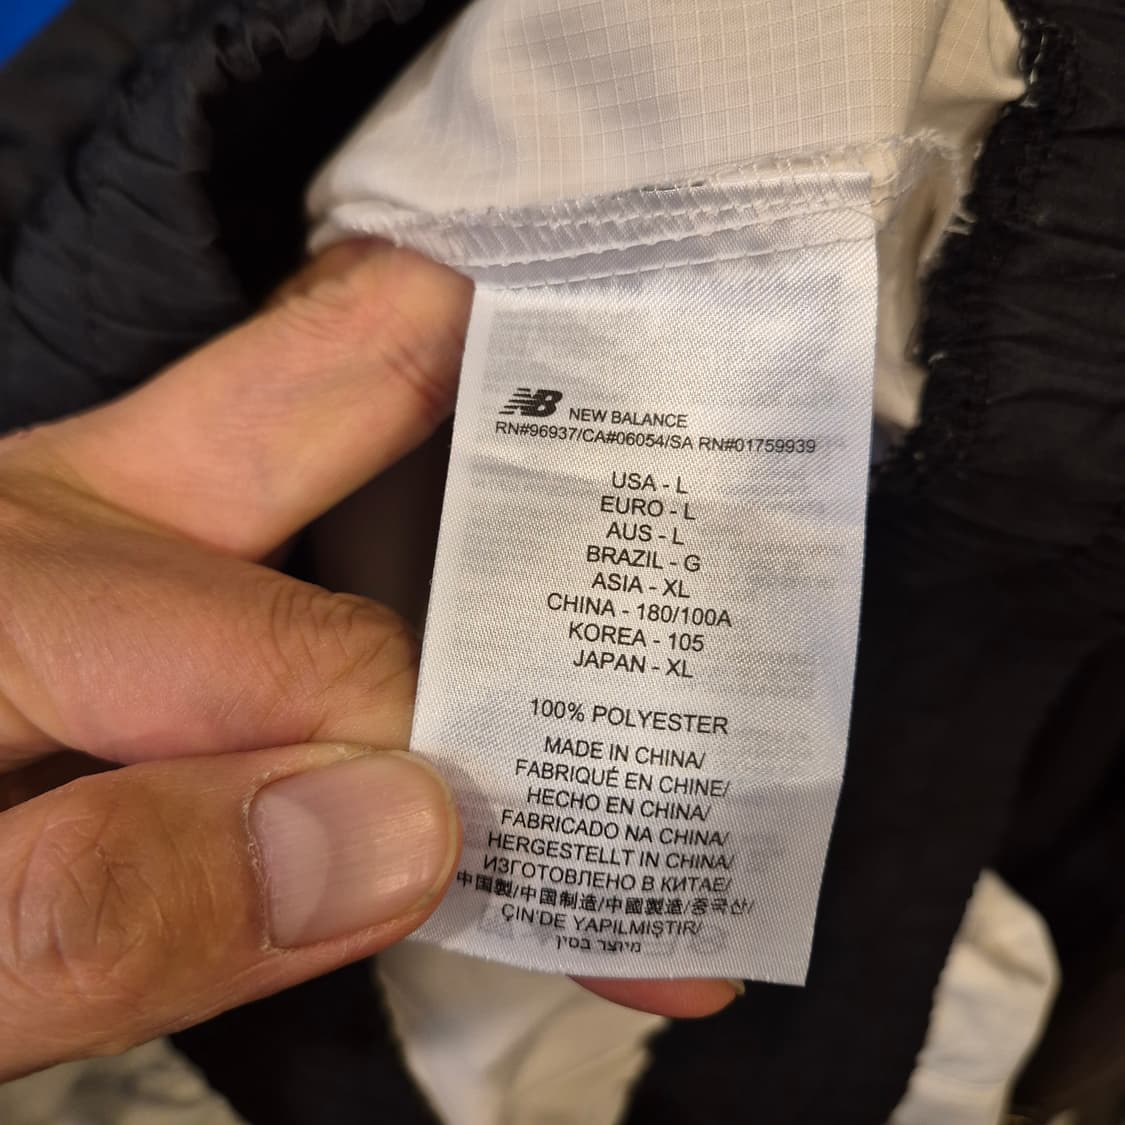 NB NEW BALANCE
RN#96937/CA#06054/SA RN#01759939
USA - L
EURO - L
AUS - L
BRAZIL - G
ASIA - XL
CHINA - 180/100A
KOREA - 105
JAPAN - XL
100% POLYESTER
MADE IN CHINA/
FABRIQUÉ EN CHINE/
HECHO EN CHINA/
FABRICADO NA CHINA/
HERGESTELLT IN CHINA/
ИЗГОТОВЛЕНО В КИТАЕ/
中国製/中国制造/中國製造/중국산/
ÇİN'DE YAPILMIŞTIR/
מיוצר בסין